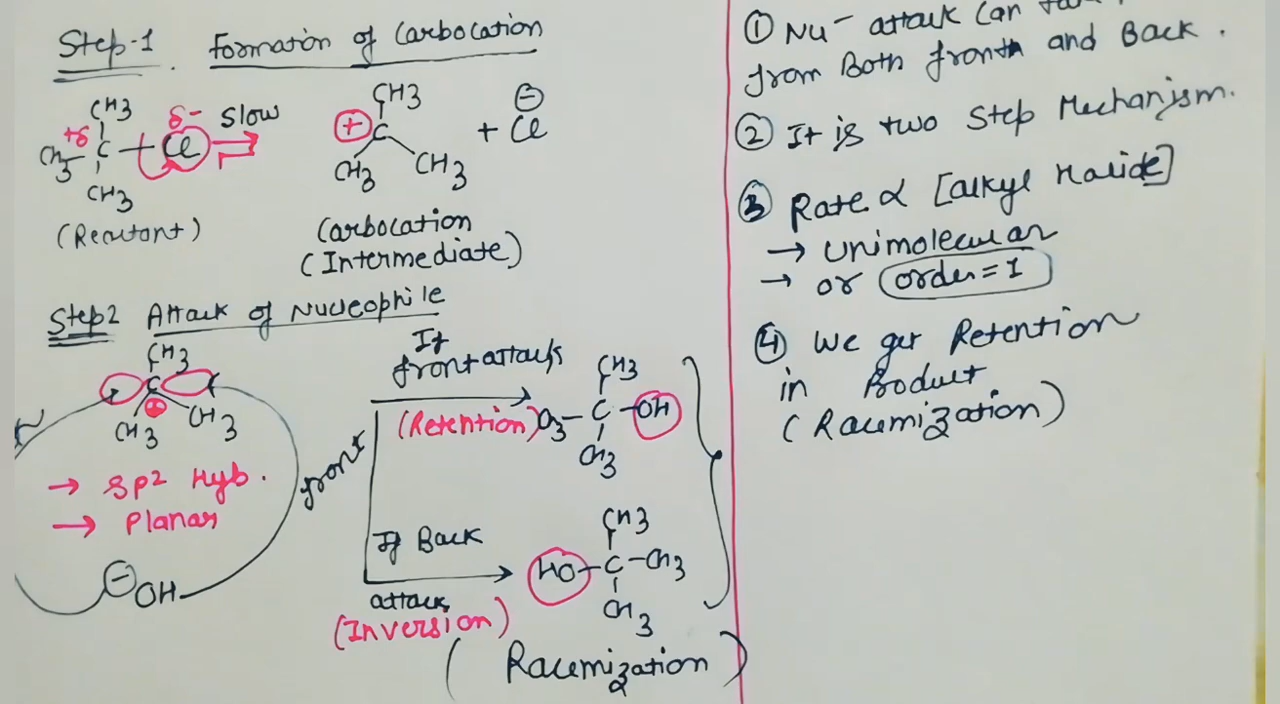 Step-1. Formation of Carbocation
CH3
+δ δ- Slow
CH3-C-Cl
CH3
(Reactant)
CH3
+ C
CH3 CH3
+ Cl⊖
Carbocation
(Intermediate)
Step2 Attack of Nucleophile
CH3
C
CH3 CH3
→ SP2 Hyb.
→ Planar
⊖OH
front
If
front attack
(Retention)
CH3
C-OH
CH3
If Back
attack
(Inversion)
CH3
HO-C-CH3
CH3
( Racemization )
① Nu- attack Can
from Both front and Back.
② It is two Step Mechanism.
③ Rate α [alkyl Halide]
→ Unimolecular
→ or order=1
④ We get Retention
in Product
(Racemization)